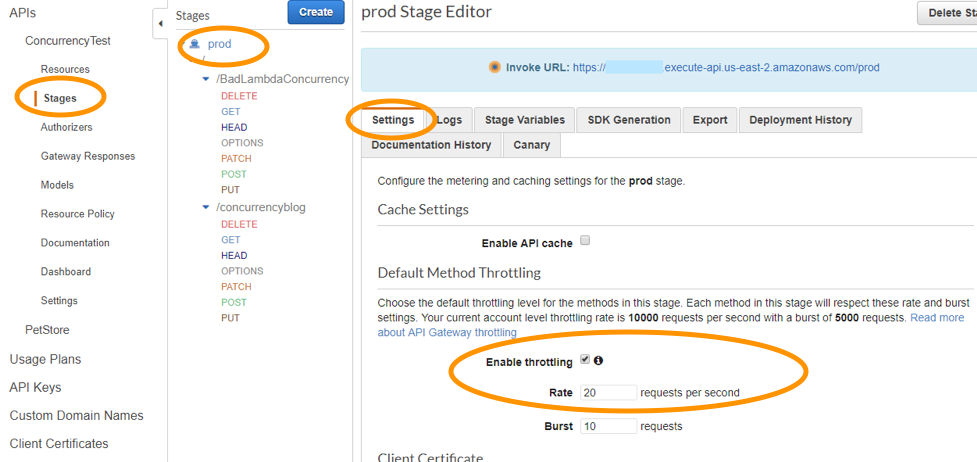 APIs
ConcurrencyTest
Resources
Stages
Authorizers
Gateway Responses
Models
Resource Policy
Documentation
Dashboard
Settings
PetStore
Usage Plans
API Keys
Custom Domain Names
Client Certificates
Stages
Create
prod
/
/BadLambdaConcurrency
DELETE
GET
HEAD
OPTIONS
PATCH
POST
PUT
/concurrencyblog
DELETE
GET
HEAD
OPTIONS
PATCH
POST
PUT
prod Stage Editor
Delete Sta
Invoke URL: https:// .execute-api.us-east-2.amazonaws.com/prod
Settings Logs Stage Variables SDK Generation Export Deployment History
Documentation History Canary
Configure the metering and caching settings for the prod stage.
Cache Settings
Enable API cache
Default Method Throttling
Choose the default throttling level for the methods in this stage. Each method in this stage will respect these rate and burst
settings. Your current account level throttling rate is 10000 requests per second with a burst of 5000 requests. Read more
about API Gateway throttling
Enable throttling
Rate 20 requests per second
Burst 10 requests
Client Certificate